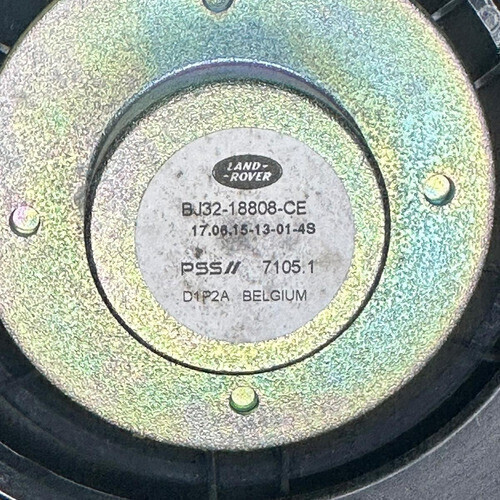 LAND-
-ROVER
BJ32-18808-CE
17.06.15-13-01-4S
PSS// 7105.1
D1P2A BELGIUM